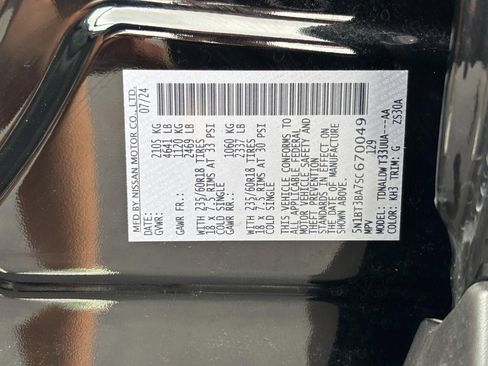 MFD BY NISSAN MOTOR CO., LTD.
07/24
GVWR: 2105 KG
4641 LB
GAWR FR.: 1120 KG
2469 LB
WITH 235/60R18 TIRES
18 X 7.5 RIMS AT 33 PSI
COLD SINGLE
GAWR RR.: 1060 KG
2337 LB
WITH 235/60R18 TIRES
18 X 7.5 RIMS AT 30 PSI
COLD SINGLE
THIS VEHICLE CONFORMS TO
ALL APPLICABLE FEDERAL
MOTOR VEHICLE SAFETY AND
THEFT PREVENTION
STANDARDS IN EFFECT ON
THE DATE OF MANUFACTURE
SHOWN ABOVE.
5N1BT3BA7SC670049
MPV 129
MODEL: TDNALDWT33UUA---AA
COLOR: KH3 TRIM: G ZS30A